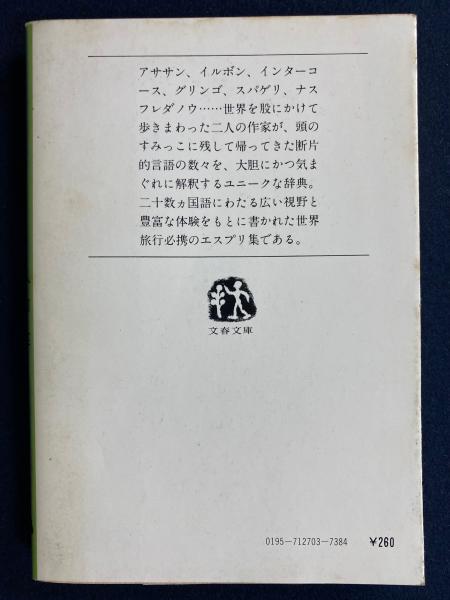 アササン、イルボン、インターコ
ース、グリンゴ、スパゲリ、ナス
フレダノウ……世界を股にかけて
歩きまわった二人の作家が、頭の
すみっこに残して帰ってきた断片
的言語の数々を、大胆にかつ気ま
ぐれに解釈するユニークな辞典。
二十数ヵ国語にわたる広い視野と
豊富な体験をもとに書かれた世界
旅行必携のエスプリ集である。
文春文庫
0195-712703-7384 ¥260